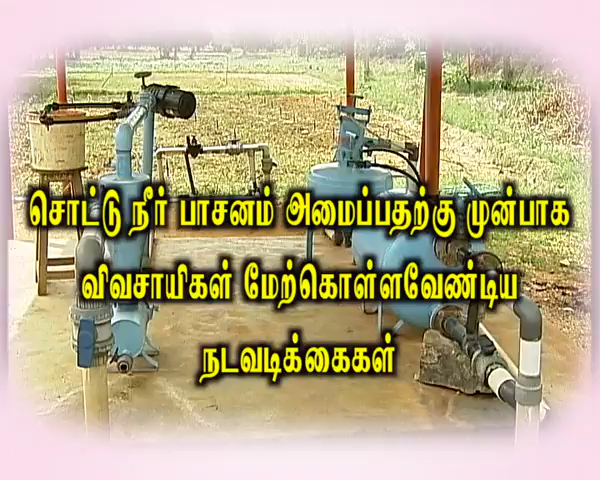 சொட்டு நீர் பாசனம் அமைப்பதற்கு முன்பாக
விவசாயிகள் மேற்கொள்ளவேண்டிய
நடவடிக்கைகள்